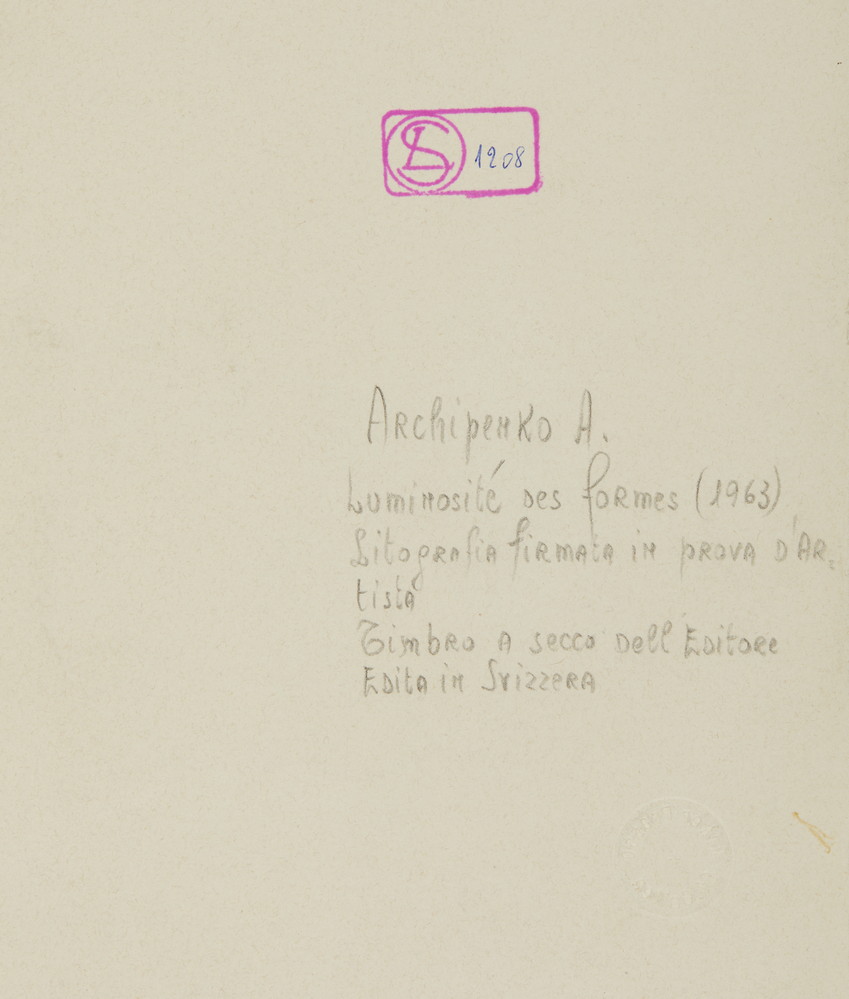 LS 1208
Archipenko A.
Luminosité des formes (1963)
Litografia firmata in prova d'Ar=
tista
Timbro a secco dell'Editore
Edita in Svizzera